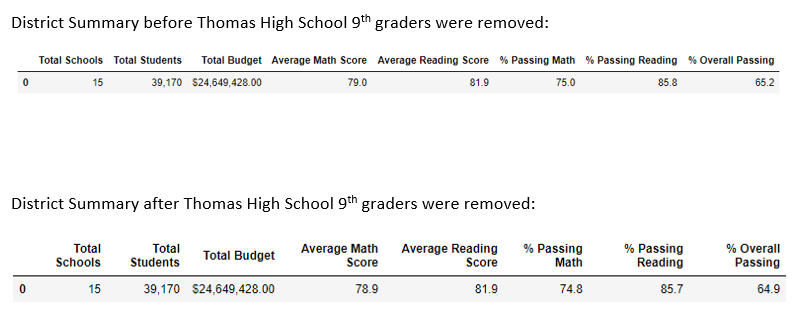 District Summary before Thomas High School 9th graders were removed:
Total Schools Total Students Total Budget Average Math Score Average Reading Score % Passing Math % Passing Reading % Overall Passing
0 15 39,170 $24,649,428.00 79.0 81.9 75.0 85.8 65.2
District Summary after Thomas High School 9th graders were removed:
Total Schools Total Students Total Budget Average Math Score Average Reading Score % Passing Math % Passing Reading % Overall Passing
0 15 39,170 $24,649,428.00 78.9 81.9 74.8 85.7 64.9